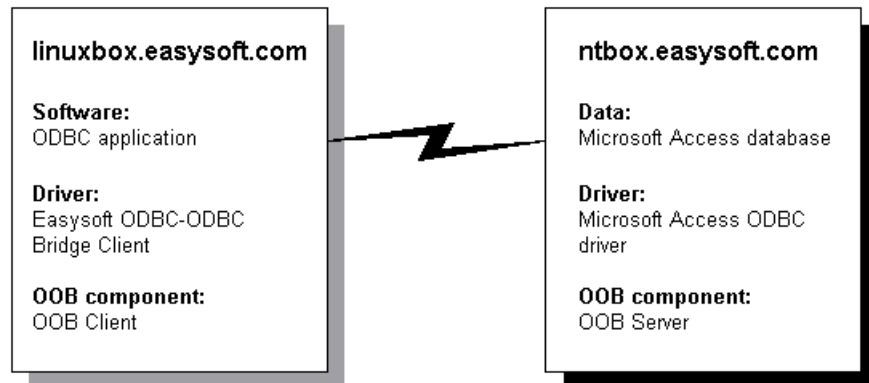 linuxbox.easysoft.com
Software:
ODBC application
Driver:
Easysoft ODBC-ODBC
Bridge Client
OOB component:
OOB Client
ntbox.easysoft.com
Data:
Microsoft Access database
Driver:
Microsoft Access ODBC
driver
OOB component:
OOB Server